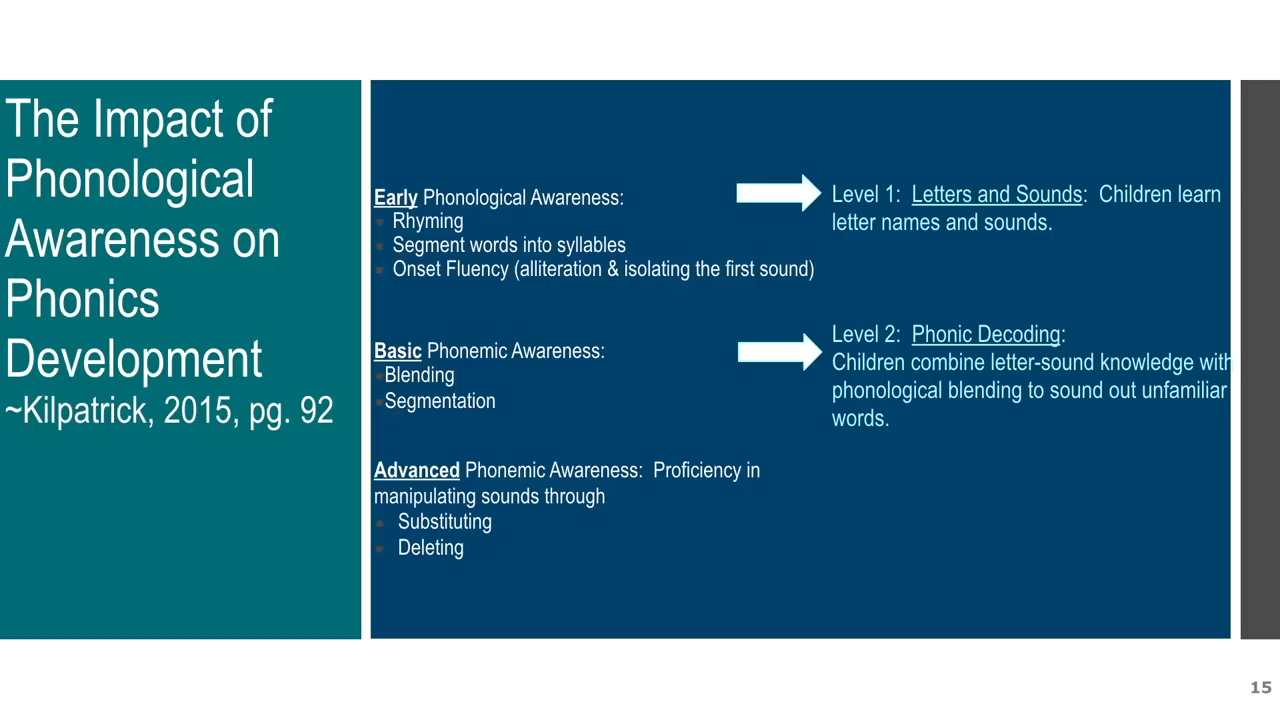 The Impact of
Phonological
Awareness on
Phonics
Development
~Kilpatrick, 2015, pg. 92
Early Phonological Awareness:
Rhyming
Segment words into syllables
Onset Fluency (alliteration & isolating the first sound)
Level 1:  Letters and Sounds:  Children learn
letter names and sounds.
Basic Phonemic Awareness:
Blending
Segmentation
Level 2:  Phonic Decoding:
Children combine letter-sound knowledge with
phonological blending to sound out unfamiliar
words.
Advanced Phonemic Awareness:  Proficiency in
manipulating sounds through
Substituting
Deleting
15